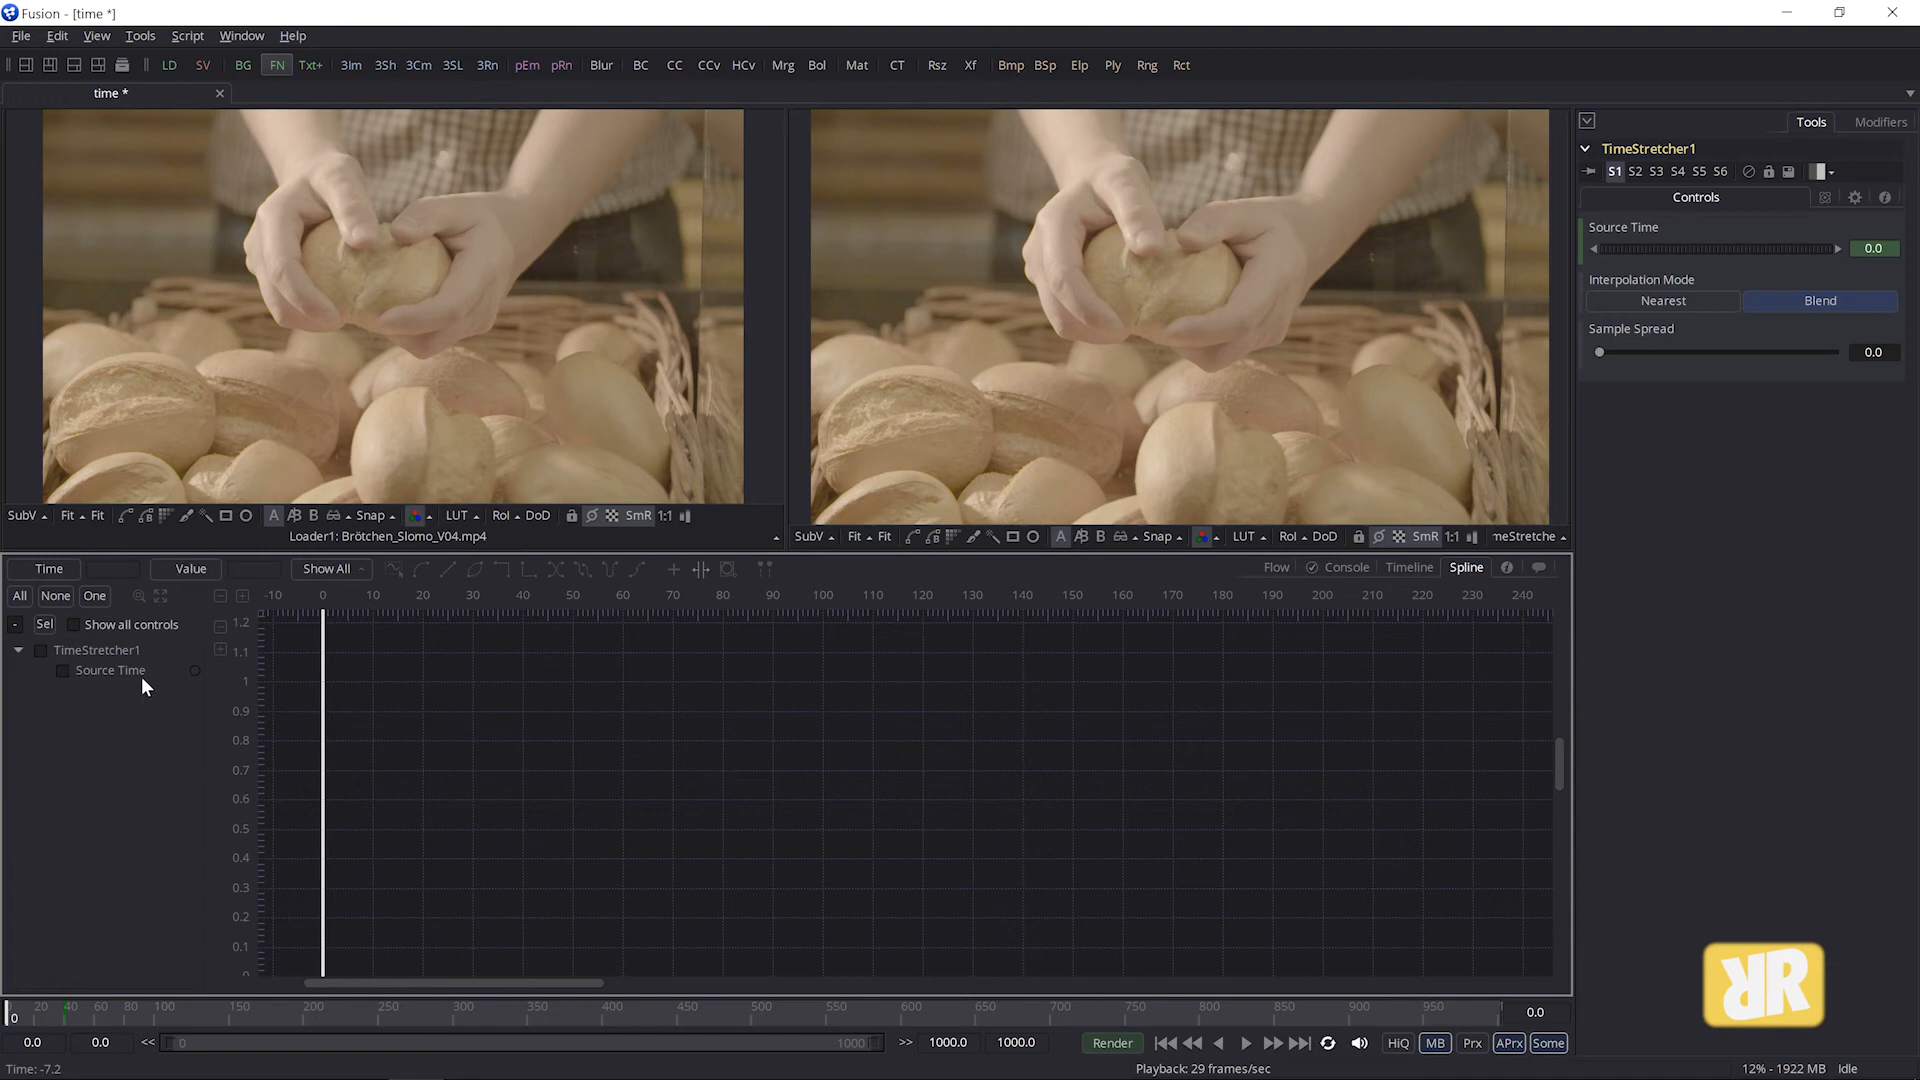 Fusion - [time *]
File Edit View Tools Script Window Help
LD SV BG FN Txt+ 3Im 3Sh 3Cm 3SL 3Rn pEm pRn Blur BC CC CCv HCv Mrg Bol Mat CT Rsz Xf Bmp BSp Elp Ply Rng Rct
time *
Tools Modifiers
TimeStretcher1
S1 S2 S3 S4 S5 S6
Controls
Source Time
0.0
Interpolation Mode
Nearest Blend
Sample Spread
0.0
SubV Fit Fit A B Snap LUT RoI DoD SmR 1:1
Loader1: Brötchen_Slomo_V04.mp4
SubV Fit Fit A B Snap LUT RoI DoD SmR 1:1 meStretche
Time Value Show All Flow Console Timeline Spline
All None One
-10 0 10 20 30 40 50 60 70 80 90 100 110 120 130 140 150 160 170 180 190 200 210 220 230 240
- Sel Show all controls
TimeStretcher1
Source Time
1.2
1.1
1
0.9
0.8
0.7
0.6
0.5
0.4
0.3
0.2
0.1
0
20 40 60 80 100 150 200 250 300 350 400 450 500 550 600 650 700 750 800 850 900 950
0 0.0
0.0 0.0 << 0 1000 >> 1000.0 1000.0 Render HiQ MB Prx APrx Some
Time: -7.2 Playback: 29 frames/sec 12% - 1922 MB Idle
RR